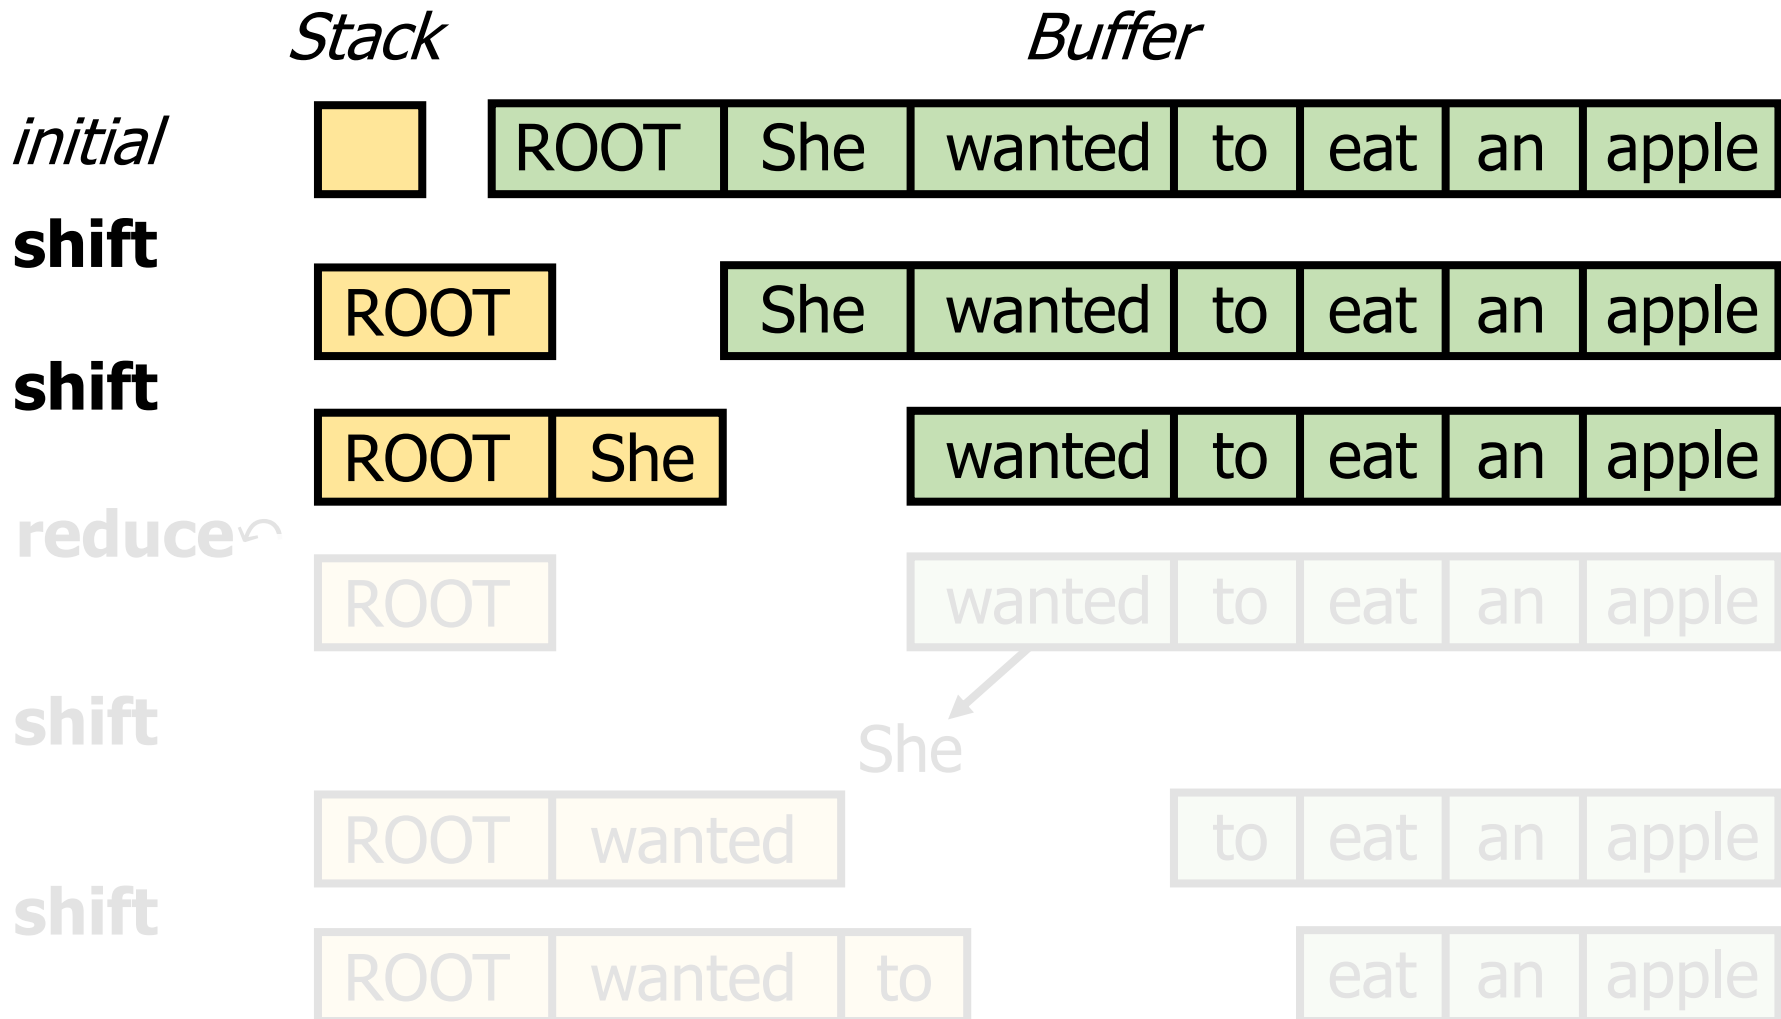 Stack Buffer
initial ROOT She wanted to eat an apple
shift
ROOT She wanted to eat an apple
shift
ROOT She wanted to eat an apple
reduce
ROOT wanted to eat an apple
shift
She
ROOT wanted to eat an apple
shift
ROOT wanted to eat an apple